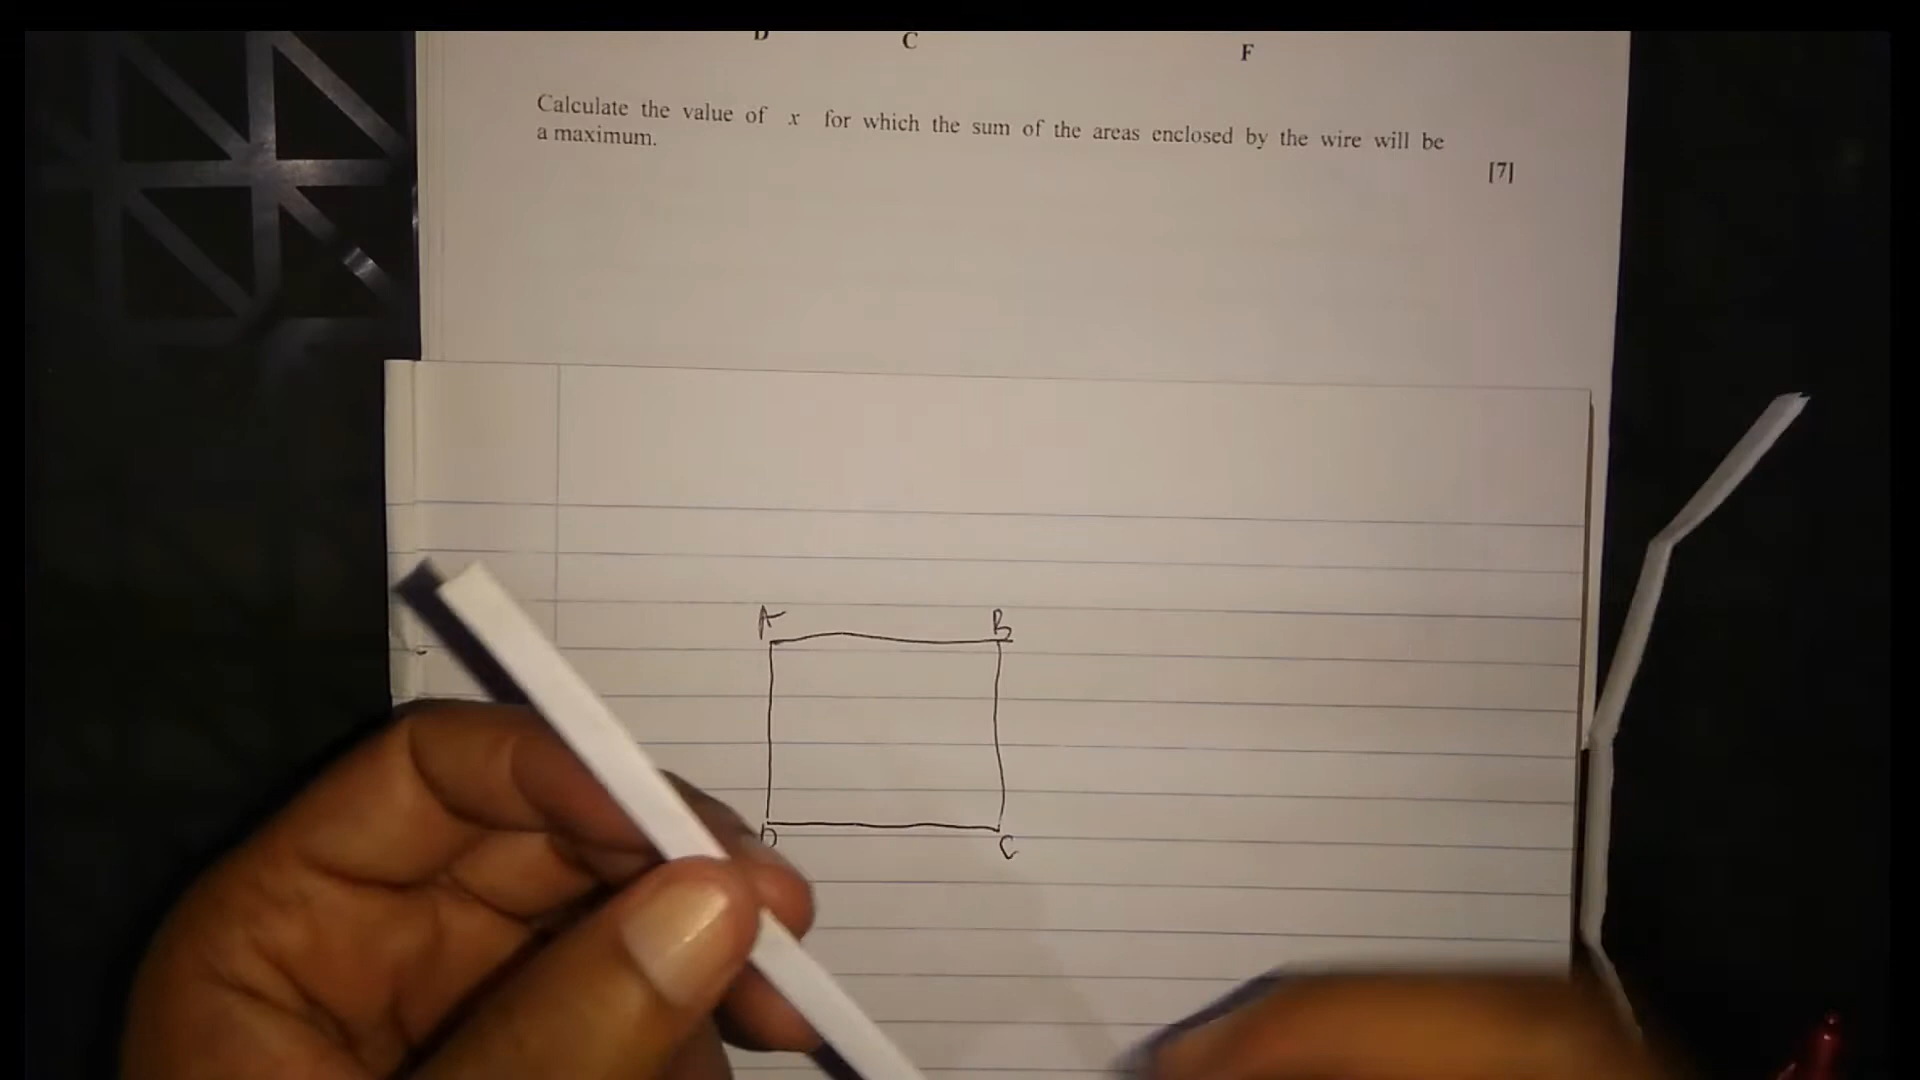 D C F
Calculate the value of x for which the sum of the areas enclosed by the wire will be
a maximum.
[7]
A B
D C